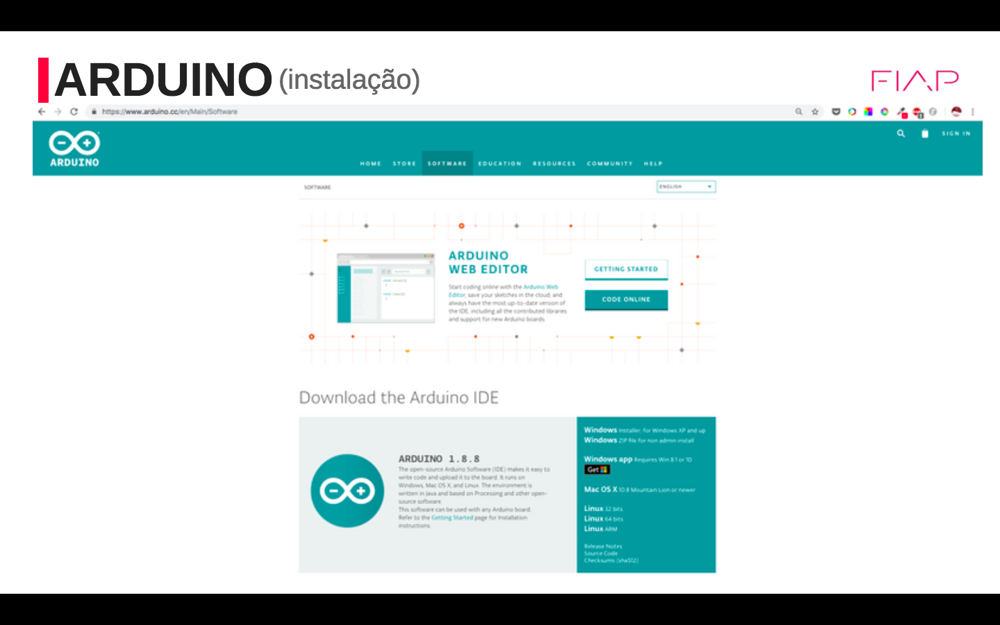 ARDUINO (instalação)
FIAP
https://www.arduino.cc/en/Main/Software
ARDUINO
SIGN IN
HOME STORE SOFTWARE EDUCATION RESOURCES COMMUNITY HELP
SOFTWARE
ENGLISH
ARDUINO
WEB EDITOR
Start coding online with the Arduino Web
Editor, save your sketches in the cloud, and
always have the most up-to-date version of
the IDE, including all the contributed libraries
and support for new Arduino boards.
GETTING STARTED
CODE ONLINE
Download the Arduino IDE
ARDUINO 1.8.8
The open-source Arduino Software (IDE) makes it easy to
write code and upload it to the board. It runs on
Windows, Mac OS X, and Linux. The environment is
written in Java and based on Processing and other open-
source software.
This software can be used with any Arduino board.
Refer to the Getting Started page for Installation
instructions.
Windows Installer, for Windows XP and up
Windows ZIP file for non admin install
Windows app Requires Win 8.1 or 10
Get
Mac OS X 10.8 Mountain Lion or newer
Linux 32 bits
Linux 64 bits
Linux ARM
Release Notes
Source Code
Checksums (sha512)